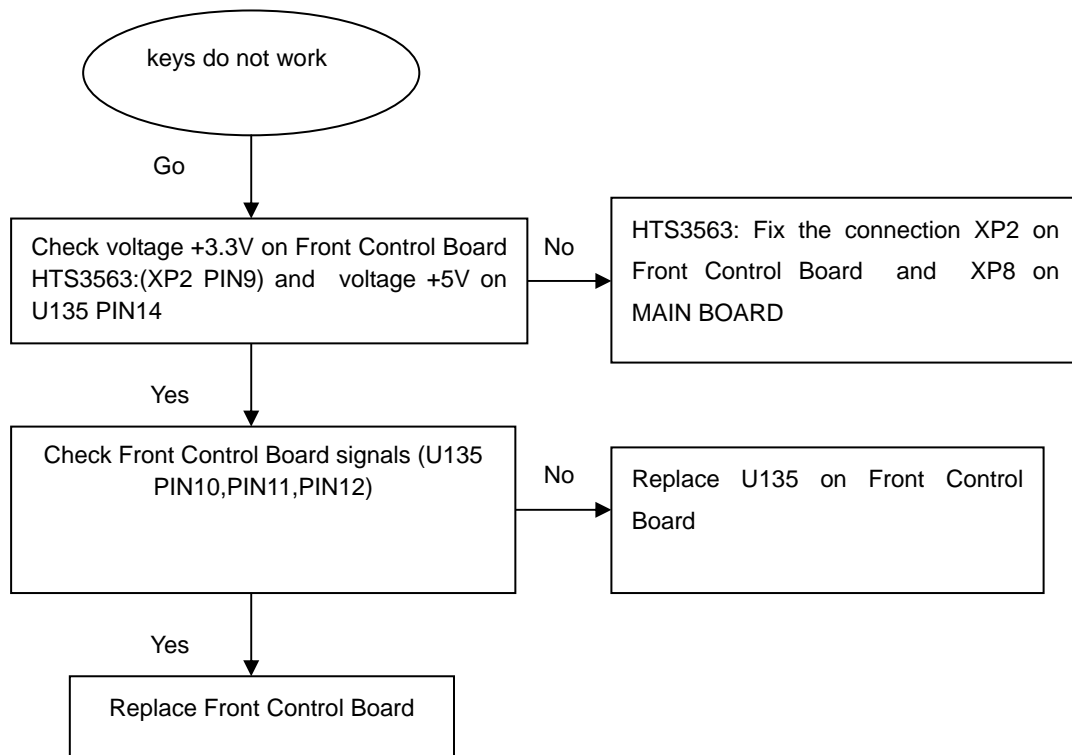 keys do not work
Go
Check voltage +3.3V on Front Control Board
HTS3563:(XP2 PIN9) and voltage +5V on
U135 PIN14
No
HTS3563: Fix the connection XP2 on
Front Control Board and XP8 on
MAIN BOARD
Yes
Check Front Control Board signals (U135
PIN10,PIN11,PIN12)
No
Replace U135 on Front Control
Board
Yes
Replace Front Control Board